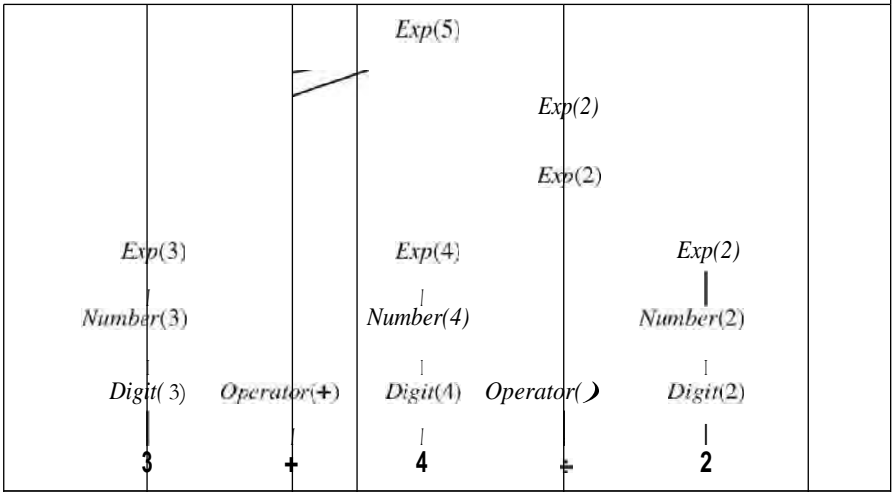 Exp(5)
Exp(2)
Exp(2)
Exp(3) Exp(4) Exp(2)
Number(3) Number(4) Number(2)
Digit( 3) Operator(+) Digit(4) Operator( ) Digit(2)
3 + 4 ÷ 2